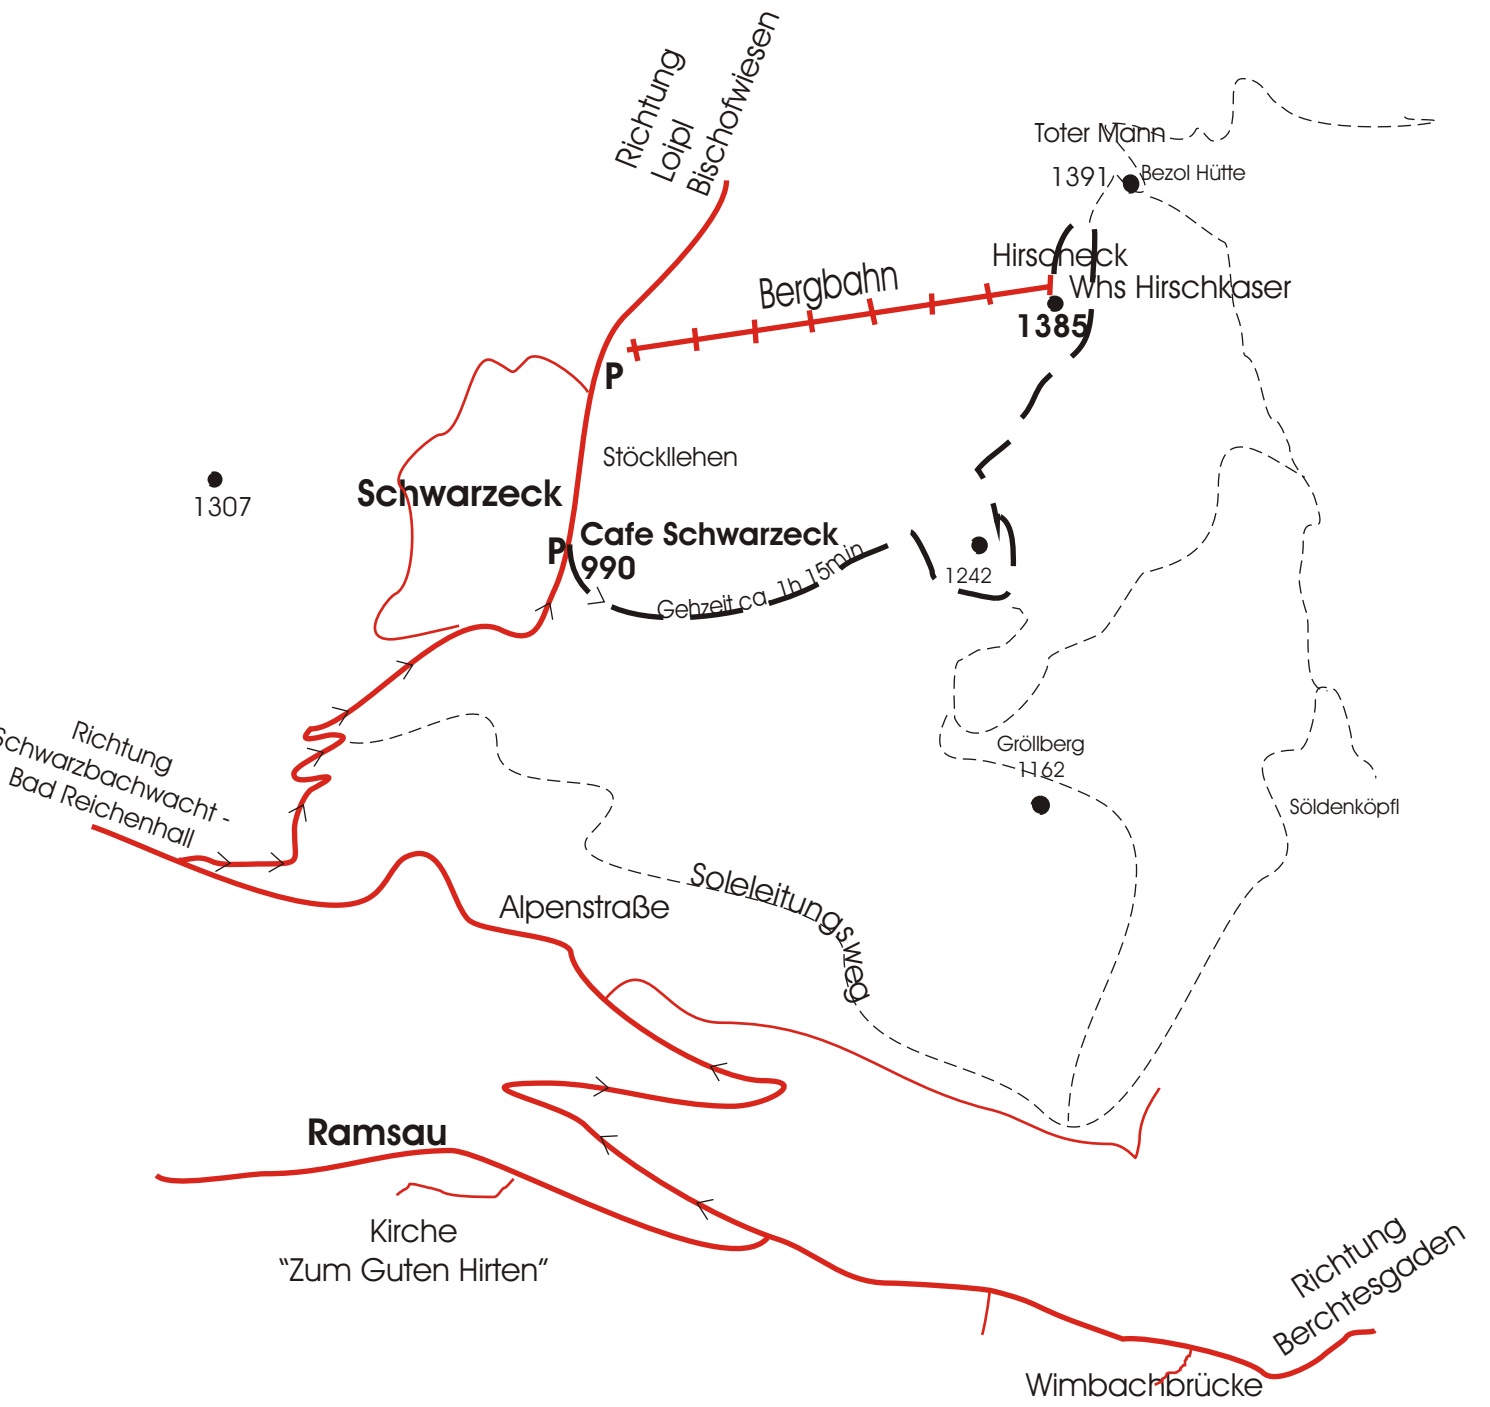 Richtung
Loipl
Bischofwiesen
Toter Mann
1391
Bezol Hütte
Hirscheck
Whs Hirschkaser
1385
Bergbahn
P
Stöckllehen
1307
Schwarzeck
P
Cafe Schwarzeck
990
Gehzeit ca. 1h 15min
1242
Richtung
Schwarzbachwacht -
Bad Reichenhall
Gröllberg
1162
Söldenköpfl
Soleleitungsweg
Alpenstraße
Ramsau
Kirche
"Zum Guten Hirten"
Richtung
Berchtesgaden
Wimbachbrücke